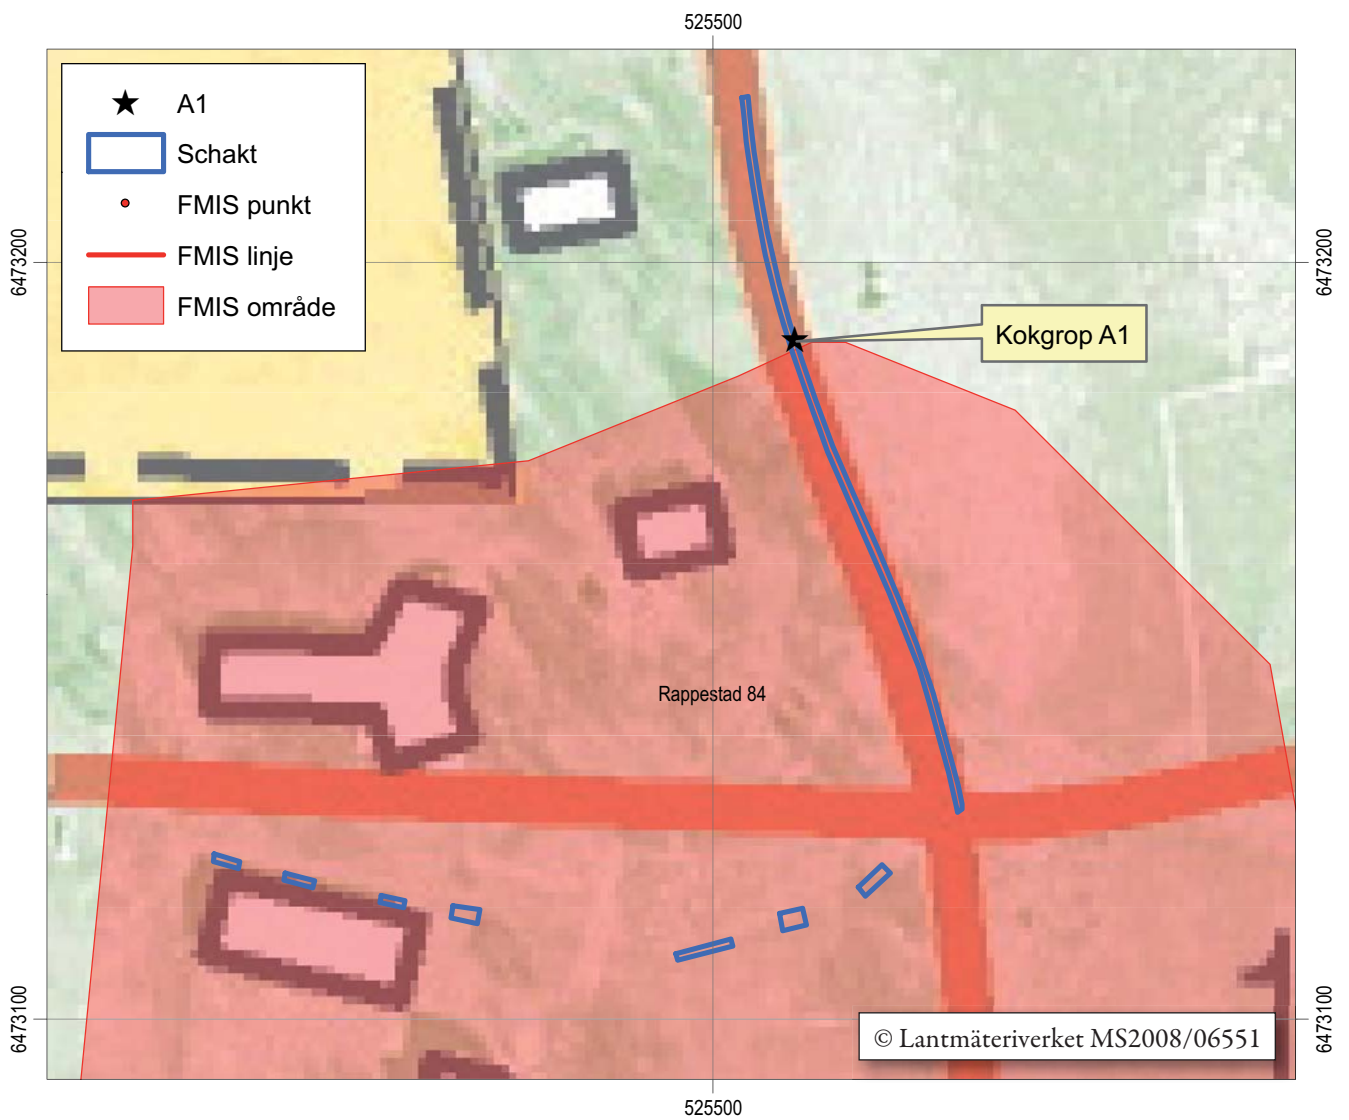 525500
A1
Schakt
FMIS punkt
FMIS linje
FMIS område
6473200
6473200
Kokgrop A1
Rappestad 84
6473100
6473100
© Lantmäteriverket MS2008/06551
525500